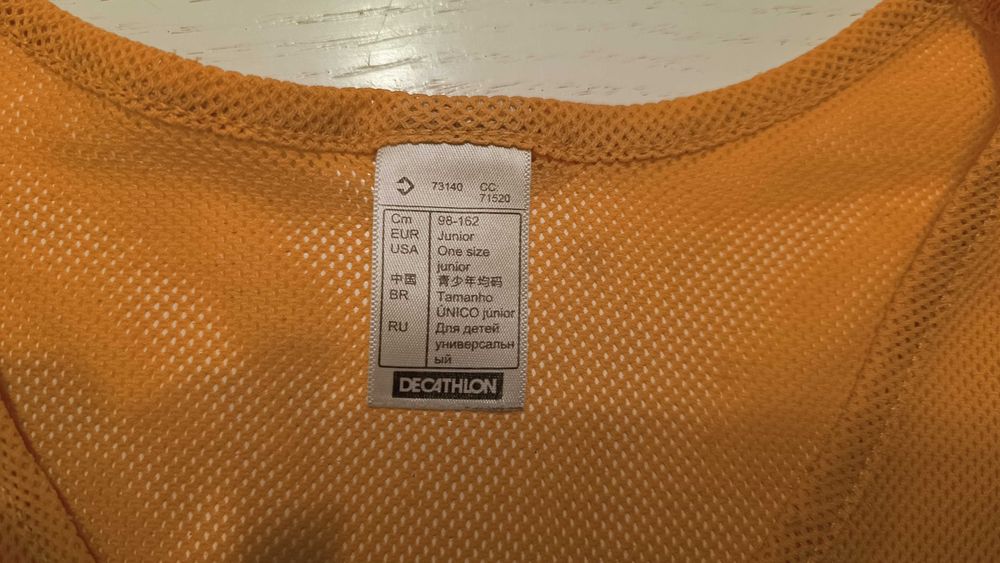 73140 CC:
71520
Cm 98-162
EUR Junior
USA One size
junior
中国 青少年均码
BR Tamanho
ÚNICO júnior
RU Для детей
универсальн
ый
DECATHLON